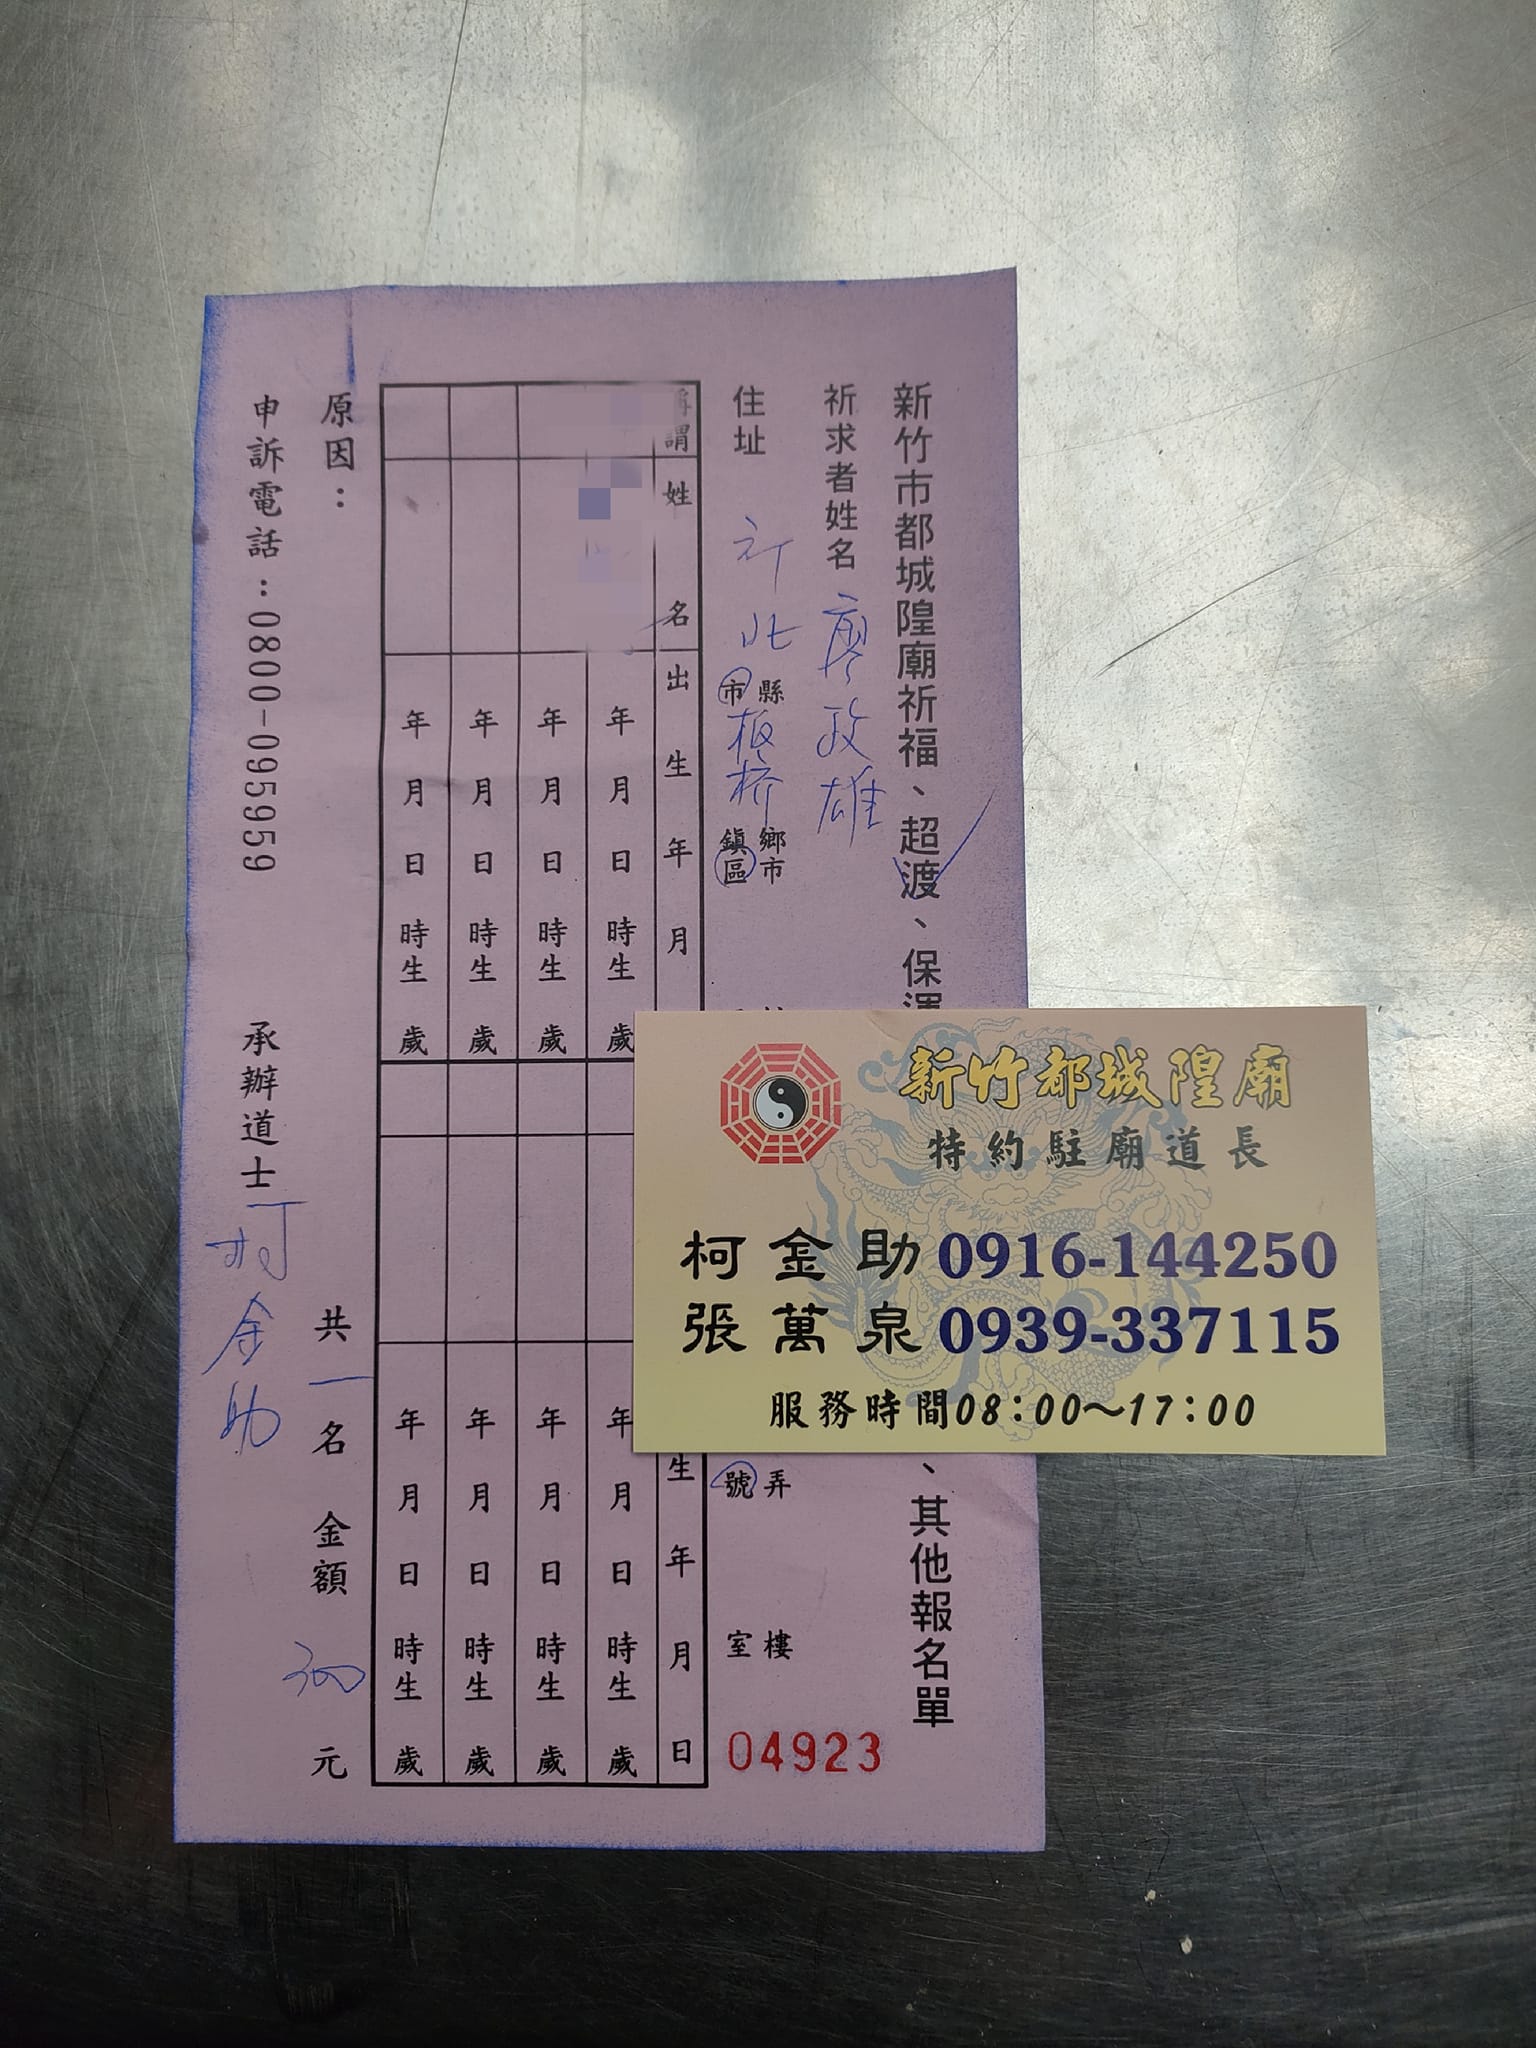 新竹市都城隍廟祈福、超渡、保運
、其他報名單
祈求者姓名 廖政雄
住址 新北 縣市 板橋 鄉鎮市區
弄號
樓室
04923
稱謂 姓名 出生年月
生年月日
年 月 日 時生 歲
年 月 日 時生 歲
年 月 日 時生 歲
年 月 日 時生 歲
年 月 日 時生 歲
年 月 日 時生 歲
年 月 日 時生 歲
年 月 日 時生 歲
原因： 共一名 金額 300 元
申訴電話：0800-095959 承辦道士 柯金助
新竹都城隍廟
特約駐廟道長
柯金助 0916-144250
張萬泉 0939-337115
服務時間08：00～17：00